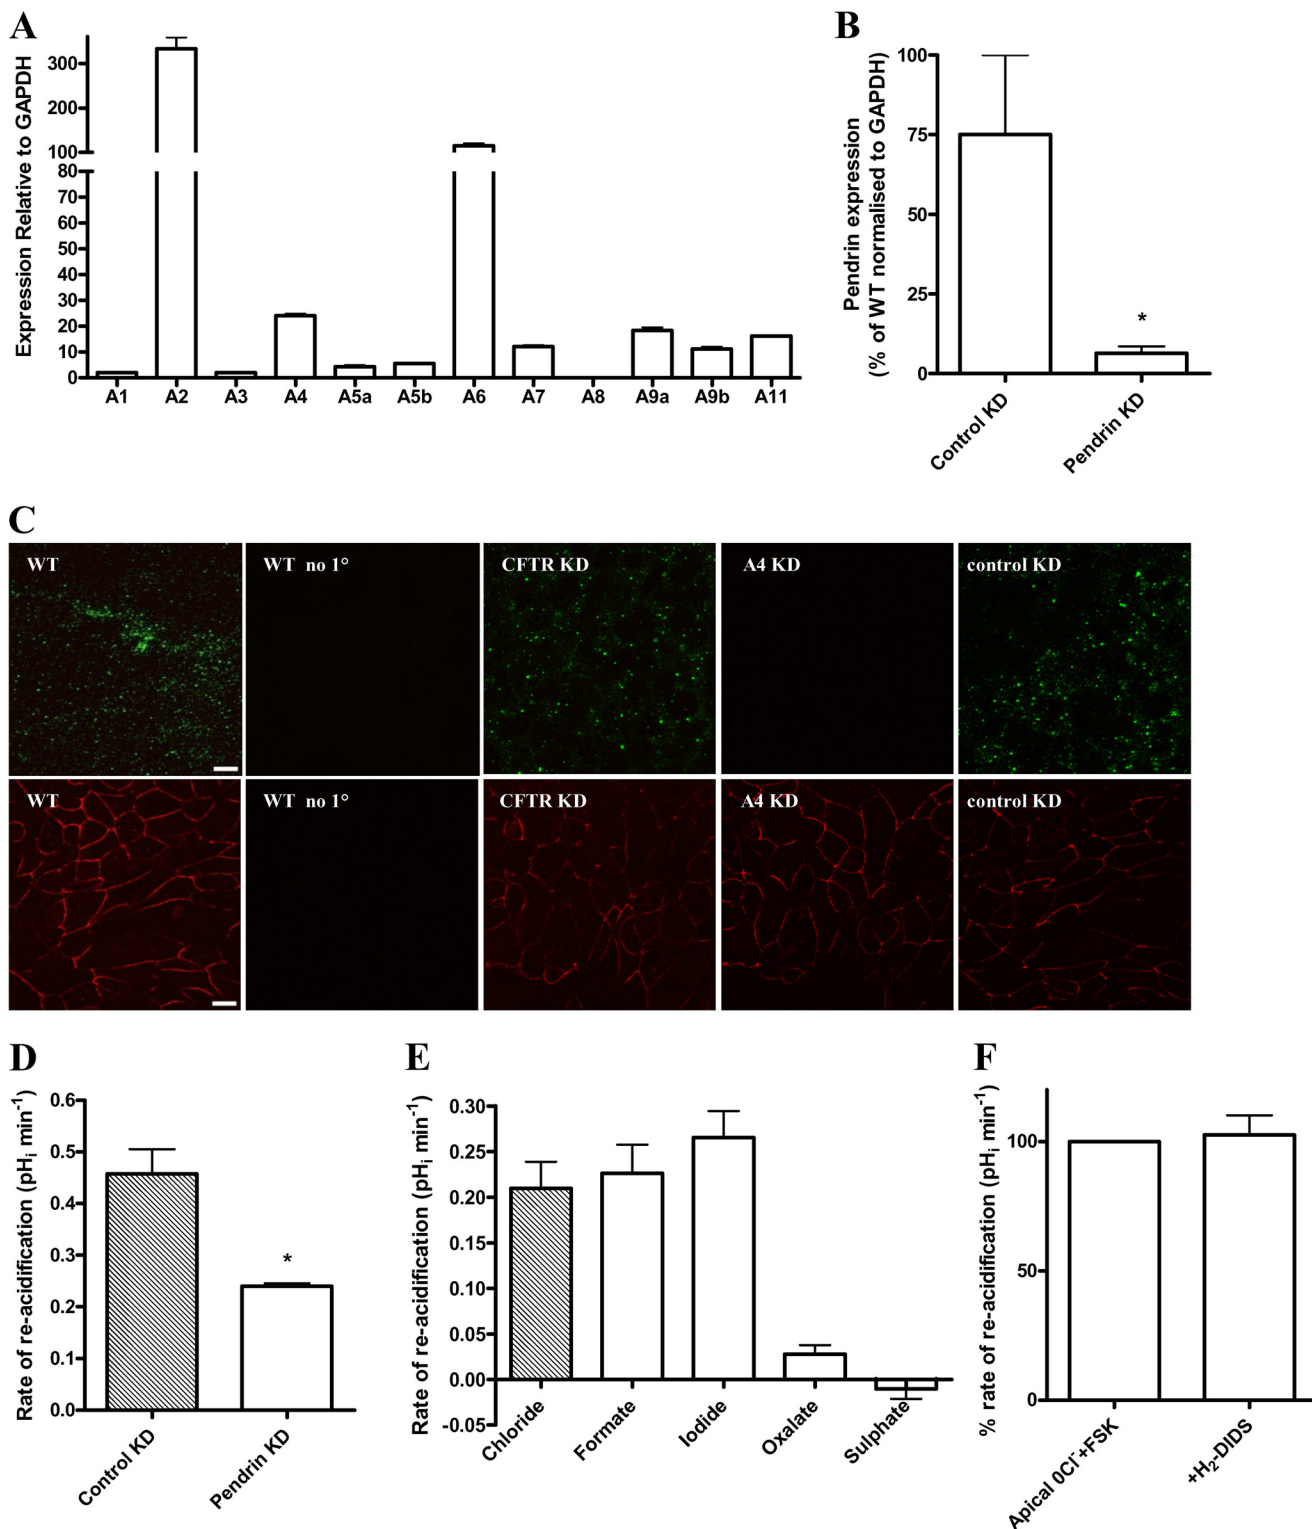 A
Expression Relative to GAPDH
300
200
100
80
70
60
50
40
30
20
10
0
A1 A2 A3 A4 A5a A5b A6 A7 A8 A9a A9b A11
B
Pendrin expression
(% of WT normalised to GAPDH)
100
75
50
25
0
*
Control KD
Pendrin KD
C
WT
WT no 1°
CFTR KD
A4 KD
control KD
WT
WT no 1°
CFTR KD
A4 KD
control KD
D
Rate of re-acidification (pHi min-1)
0.6
0.5
0.4
0.3
0.2
0.1
0.0
*
Control KD
Pendrin KD
E
Rate of re-acidification (pHi min-1)
0.30
0.25
0.20
0.15
0.10
0.05
0.00
-0.05
Chloride
Formate
Iodide
Oxalate
Sulphate
F
% rate of re-acidification (pHi min-1)
100
50
0
Apical 0Cl-+FSK
+H2-DIDS